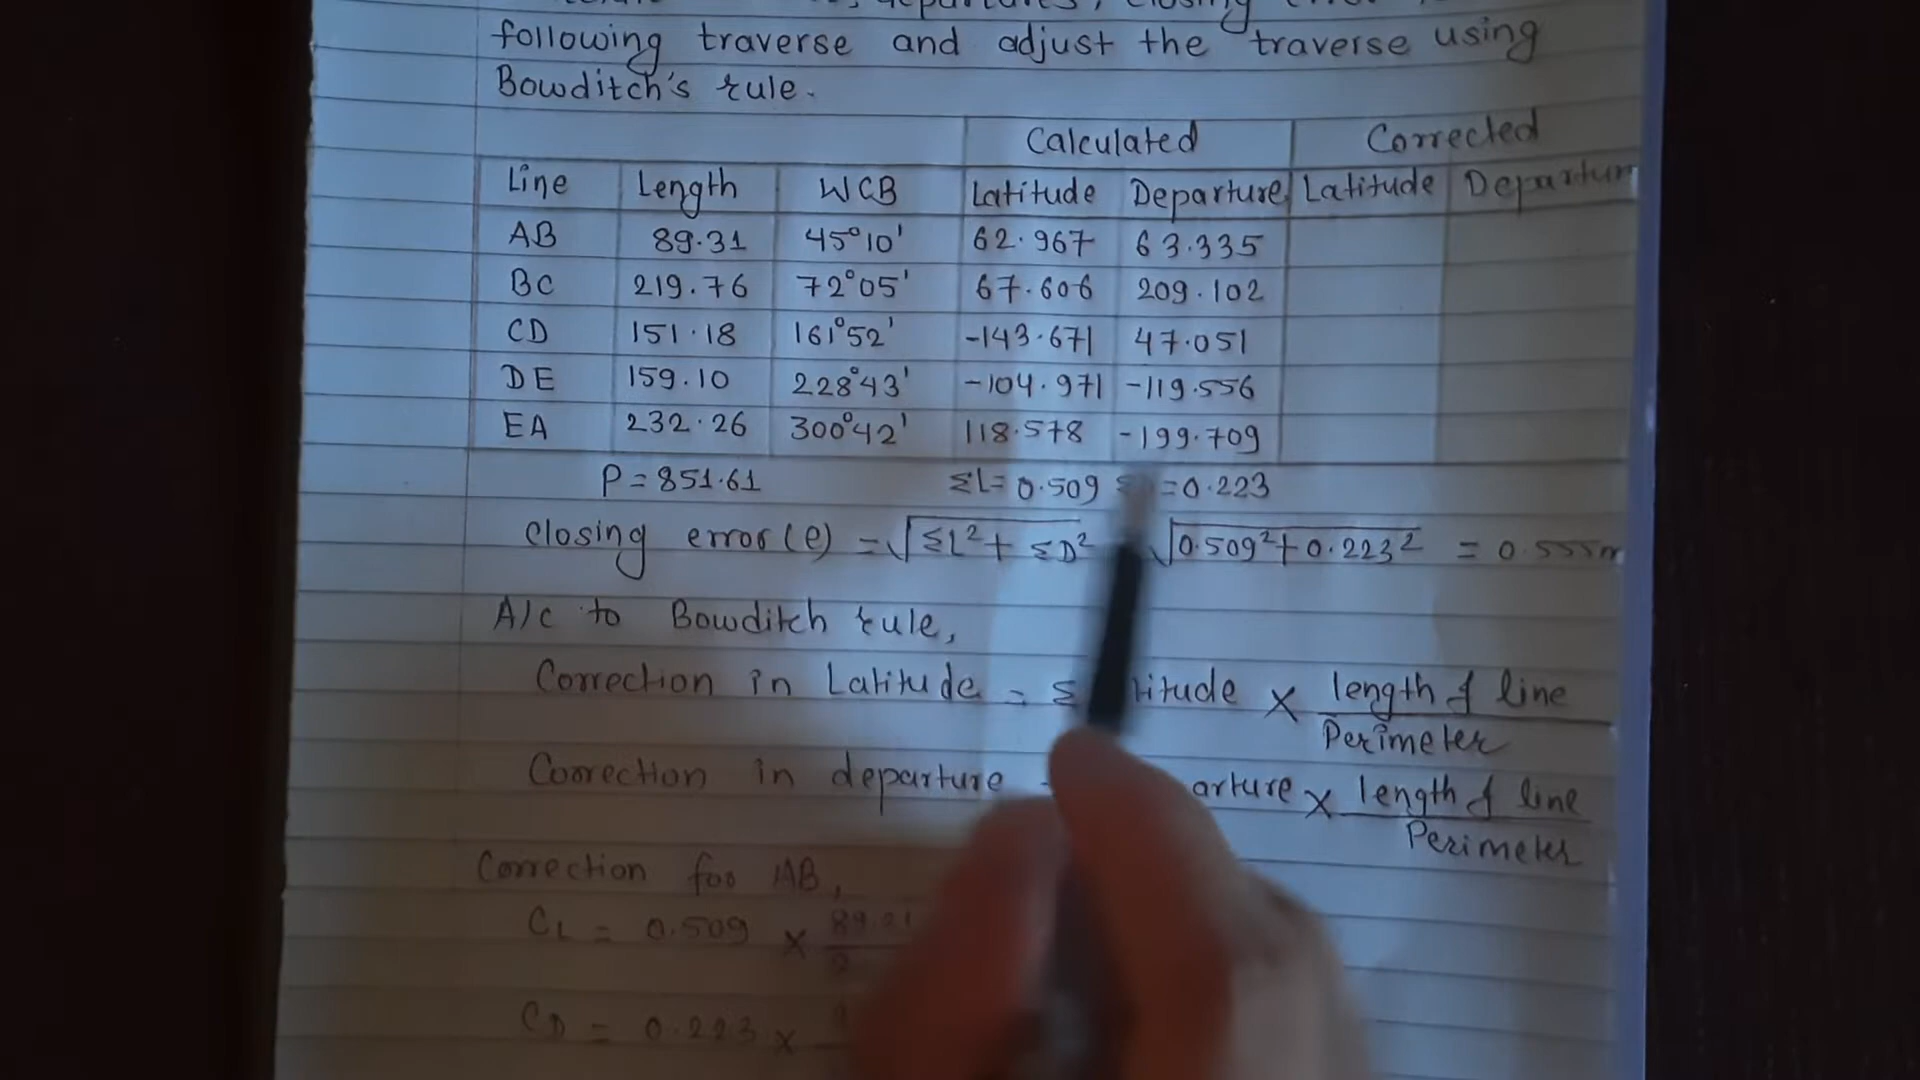 following traverse and adjust the traverse using
Bowditch's rule.
Calculated Corrected
Line Length WCB Latitude Departure Latitude Departur
AB 89.31 45°10' 62.967 63.335
BC 219.76 72°05' 67.606 209.102
CD 151.18 161°52' -143.671 47.051
DE 159.10 228°43' -104.971 -119.556
EA 232.26 300°42' 118.578 -199.709
P = 851.61 ΣL= 0.509 =0.223
Closing error (e) = √ΣL²+ ΣD² √0.509²+0.223² = 0.555m
A/c to Bowditch rule,
Correction in Latitude = Σ titude × length of line
Perimeter
Correction in departure arture × length of line
Perimeter
Correction for AB,
CL = 0.509 ×
CD = 0.223 ×